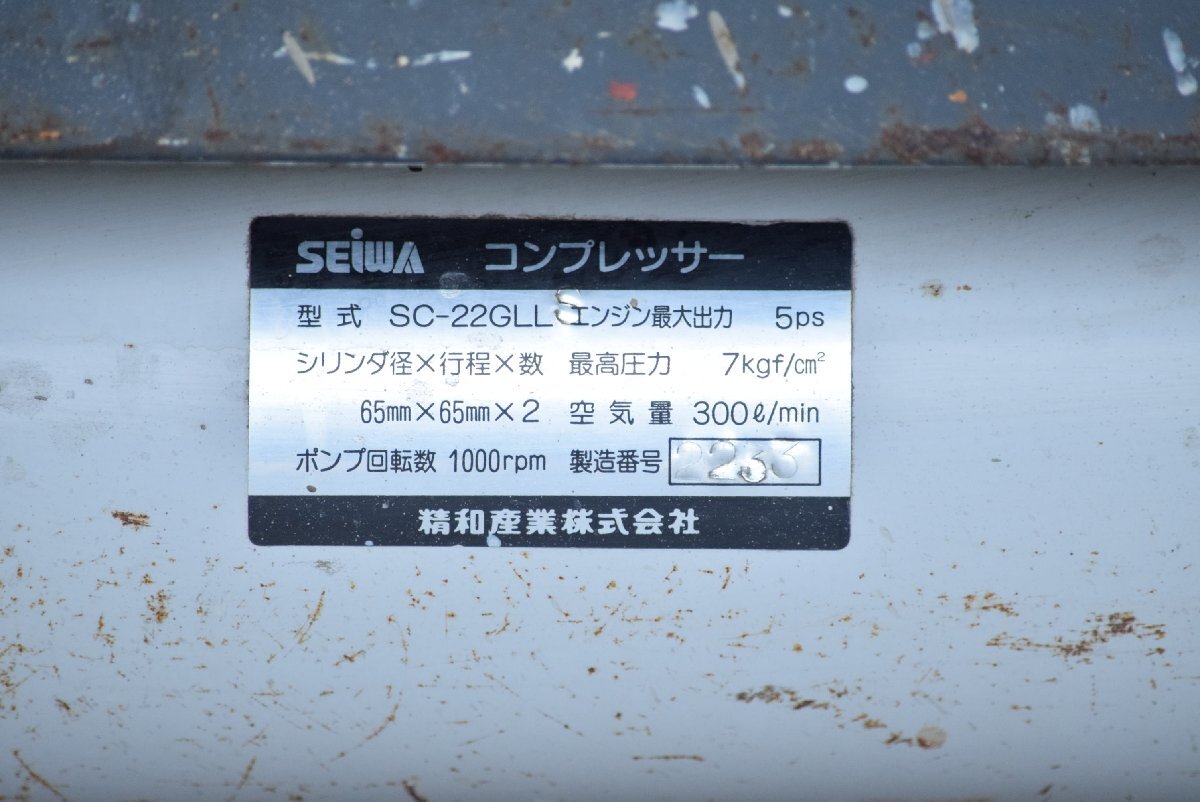 SEIWA コンプレッサー
型式 SC-22GLLS エンジン最大出力 5ps
シリンダ径×行程×数 最高圧力 7kgf/cm²
65mm×65mm×2 空気量 300ℓ/min
ポンプ回転数 1000rpm 製造番号 2233
精和産業株式会社